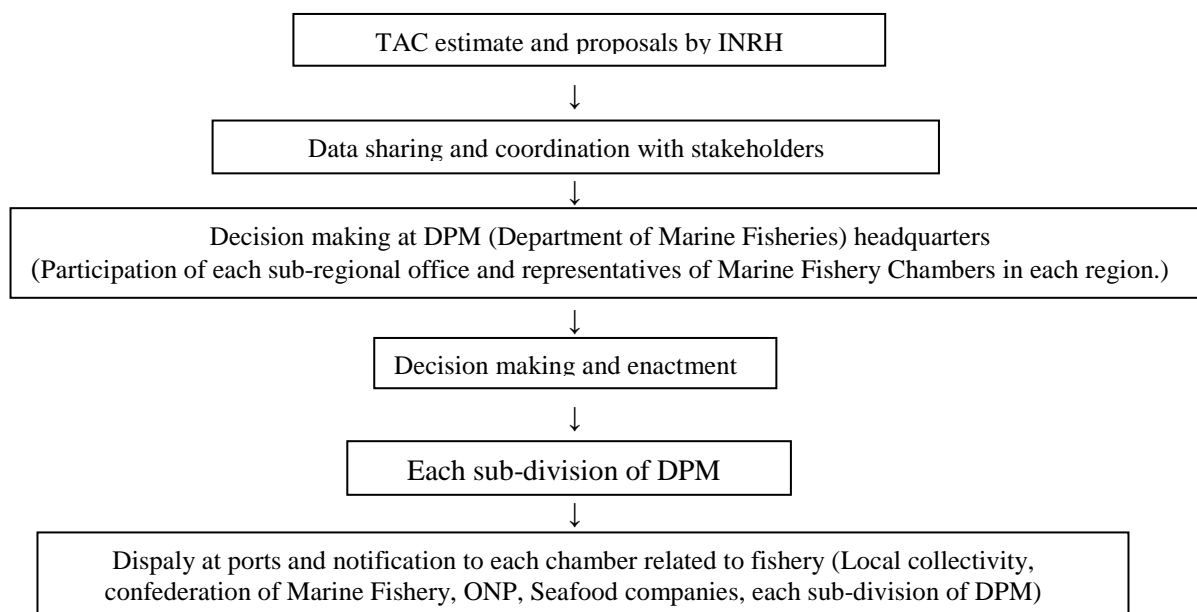 TAC estimate and proposals by INRH
↓
Data sharing and coordination with stakeholders
↓
Decision making at DPM (Department of Marine Fisheries) headquarters
(Participation of each sub-regional office and representatives of Marine Fishery Chambers in each region.)
↓
Decision making and enactment
↓
Each sub-division of DPM
↓
Dispaly at ports and notification to each chamber related to fishery (Local collectivity,
confederation of Marine Fishery, ONP, Seafood companies, each sub-division of DPM)